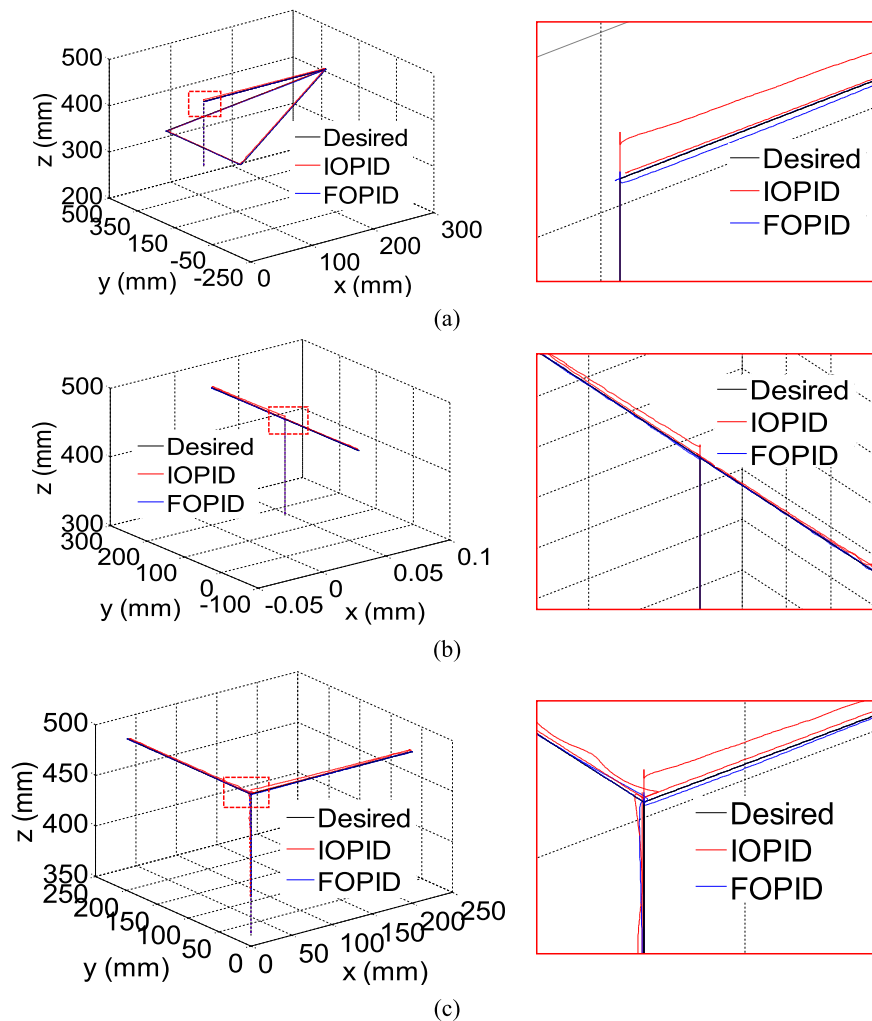 500
400
300
200
z (mm)
Desired
IOPID
FOPID
500
350
150
-50
-250
y (mm)
0
100
200
300
x (mm)
Desired
IOPID
FOPID
(a)
500
400
300
z (mm)
Desired
IOPID
FOPID
300
200
100
0
-100
y (mm)
-0.05
0
0.05
0.1
x (mm)
Desired
IOPID
FOPID
(b)
500
450
400
350
z (mm)
Desired
IOPID
FOPID
250
200
150
100
50
0
y (mm)
0
50
100
150
200
250
x (mm)
Desired
IOPID
FOPID
(c)